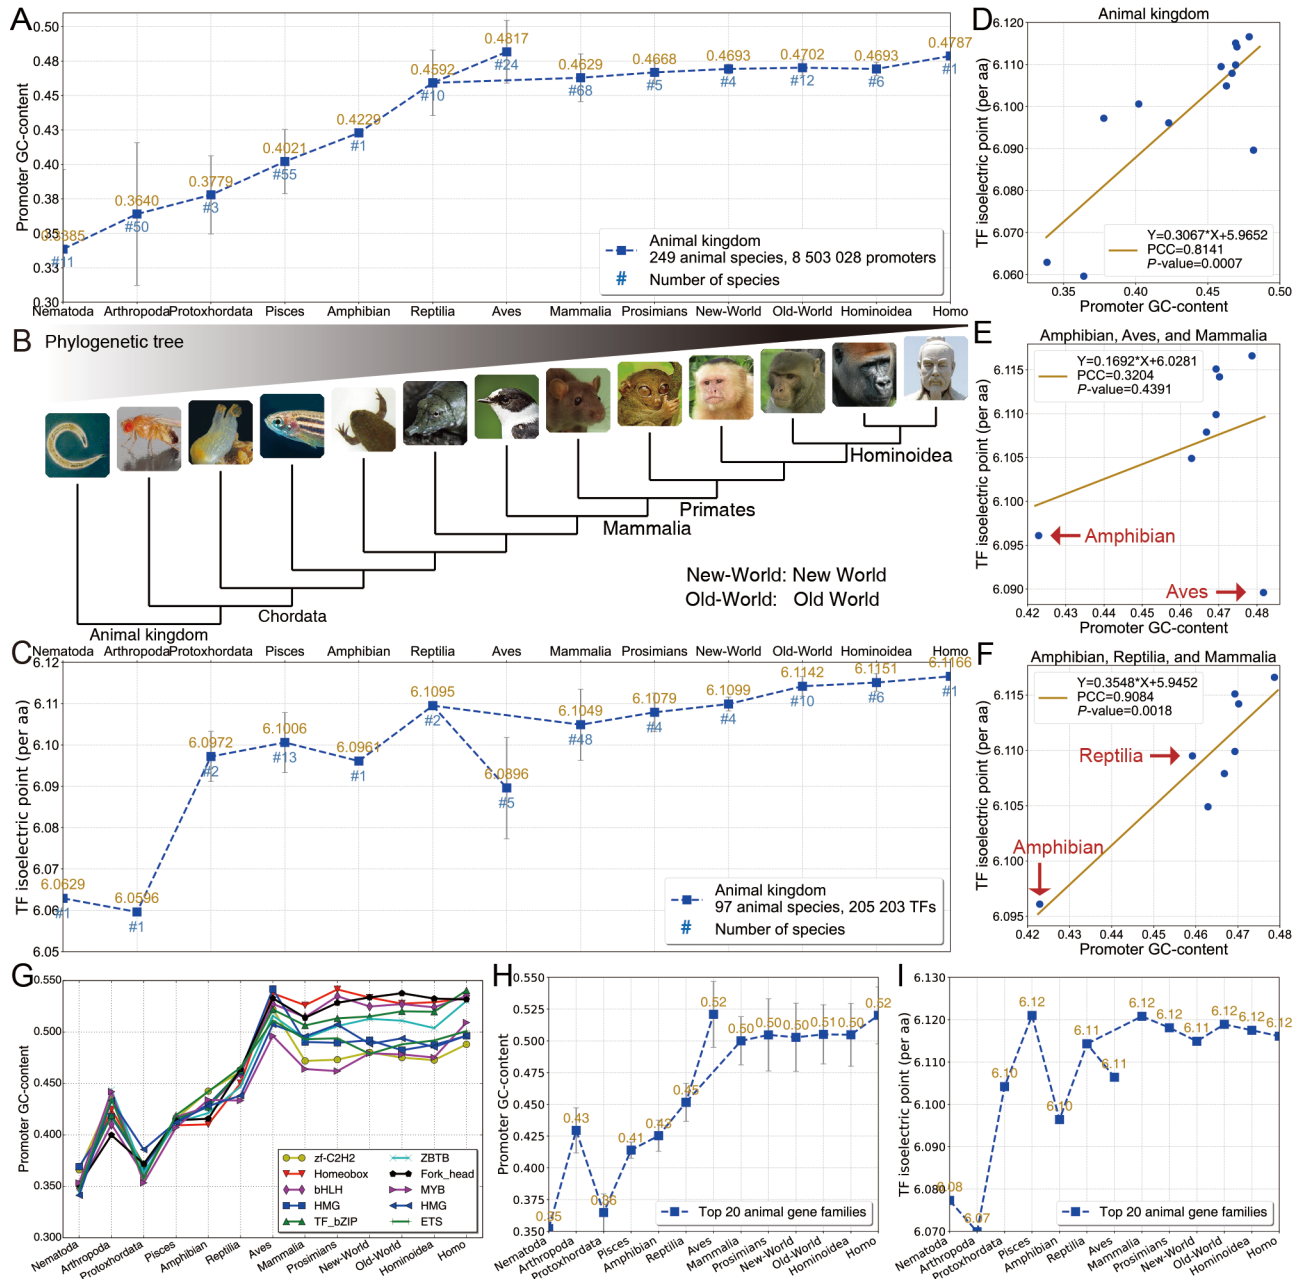 A
Promoter GC-content
0.50
0.48
0.45
0.43
0.40
0.38
0.35
0.33
0.30
0.3385
#11
0.3640
#50
0.3779
#3
0.4021
#55
0.4229
#1
0.4592
#10
0.4817
#24
0.4629
#68
0.4668
#5
0.4693
#4
0.4702
#12
0.4693
#6
0.4787
#1
Animal kingdom
249 animal species, 8 503 028 promoters
# Number of species
Nematoda Arthropoda Protoxhordata Pisces Amphibian Reptilia Aves Mammalia Prosimians New-World Old-World Hominoidea Homo
B
Phylogenetic tree
Hominoidea
Primates
Mammalia
Chordata
Animal kingdom
New-World: New World
Old-World: Old World
C
Nematoda Arthropoda Protoxhordata Pisces Amphibian Reptilia Aves Mammalia Prosimians New-World Old-World Hominoidea Homo
TF isoelectric point (per aa)
6.12
6.11
6.10
6.09
6.08
6.07
6.06
6.05
6.0629
#1
6.0596
#1
6.0972
#2
6.1006
#13
6.0961
#1
6.1095
#2
6.0896
#5
6.1049
#48
6.1079
#4
6.1099
#4
6.1142
#10
6.1151
#6
6.1166
#1
Animal kingdom
97 animal species, 205 203 TFs
# Number of species
D
Animal kingdom
TF isoelectric point (per aa)
6.120
6.110
6.100
6.090
6.080
6.070
6.060
Y=0.3067*X+5.9652
PCC=0.8141
P-value=0.0007
0.35 0.40 0.45 0.50
Promoter GC-content
E
Amphibian, Aves, and Mammalia
TF isoelectric point (per aa)
6.115
6.110
6.105
6.100
6.095
6.090
Y=0.1692*X+6.0281
PCC=0.3204
P-value=0.4391
Amphibian
Aves
0.42 0.43 0.44 0.45 0.46 0.47 0.48
Promoter GC-content
F
Amphibian, Reptilia, and Mammalia
TF isoelectric point (per aa)
6.115
6.110
6.105
6.100
6.095
Y=0.3548*X+5.9452
PCC=0.9084
P-value=0.0018
Reptilia
Amphibian
0.42 0.43 0.44 0.45 0.46 0.47 0.48
Promoter GC-content
G
Promoter GC-content
0.550
0.500
0.450
0.400
0.350
0.300
zf-C2H2
Homeobox
bHLH
HMG
TF_bZIP
ZBTB
Fork_head
MYB
HMG
ETS
Nematoda Arthropoda Protoxhordata Pisces Amphibian Reptilia Aves Mammalia Prosimians New-World Old-World Hominoidea Homo
H
Promoter GC-content
0.550
0.525
0.500
0.475
0.450
0.425
0.400
0.375
0.350
0.35
0.43
0.36
0.41
0.43
0.45
0.52
0.50
0.50
0.50
0.51
0.50
0.52
Top 20 animal gene families
Nematoda Arthropoda Protoxhordata Pisces Amphibian Reptilia Aves Mammalia Prosimians New-World Old-World Hominoidea Homo
I
TF isoelectric point (per aa)
6.130
6.120
6.110
6.100
6.090
6.080
6.070
6.08
6.07
6.10
6.12
6.10
6.11
6.11
6.12
6.12
6.11
6.12
6.12
6.12
Top 20 animal gene families
Nematoda Arthropoda Protoxhordata Pisces Amphibian Reptilia Aves Mammalia Prosimians New-World Old-World Hominoidea Homo